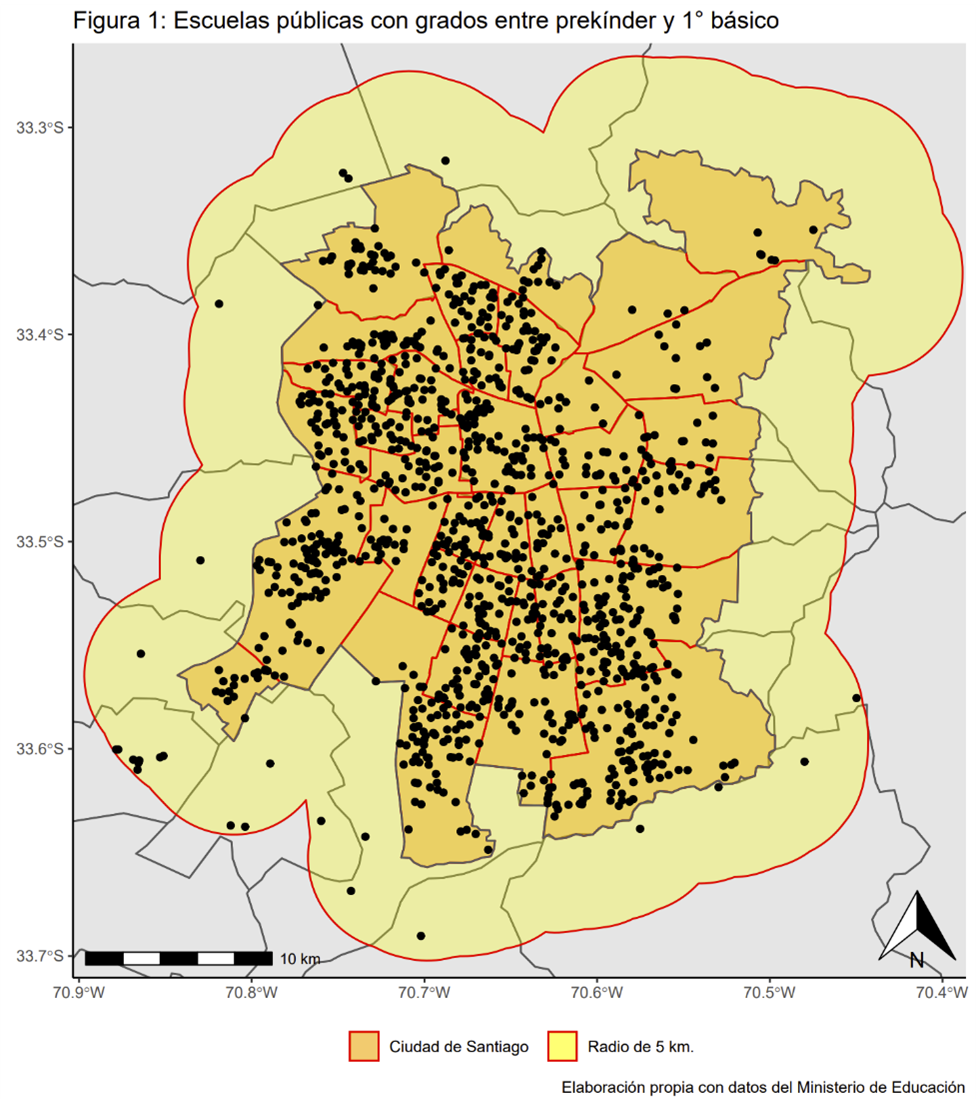 Figura 1: Escuelas públicas con grados entre prekínder y 1° básico
33.3°S
33.4°S
33.5°S
33.6°S
33.7°S
10 km
N
70.9°W 70.8°W 70.7°W 70.6°W 70.5°W 70.4°W
Ciudad de Santiago Radio de 5 km.
Elaboración propia con datos del Ministerio de Educación